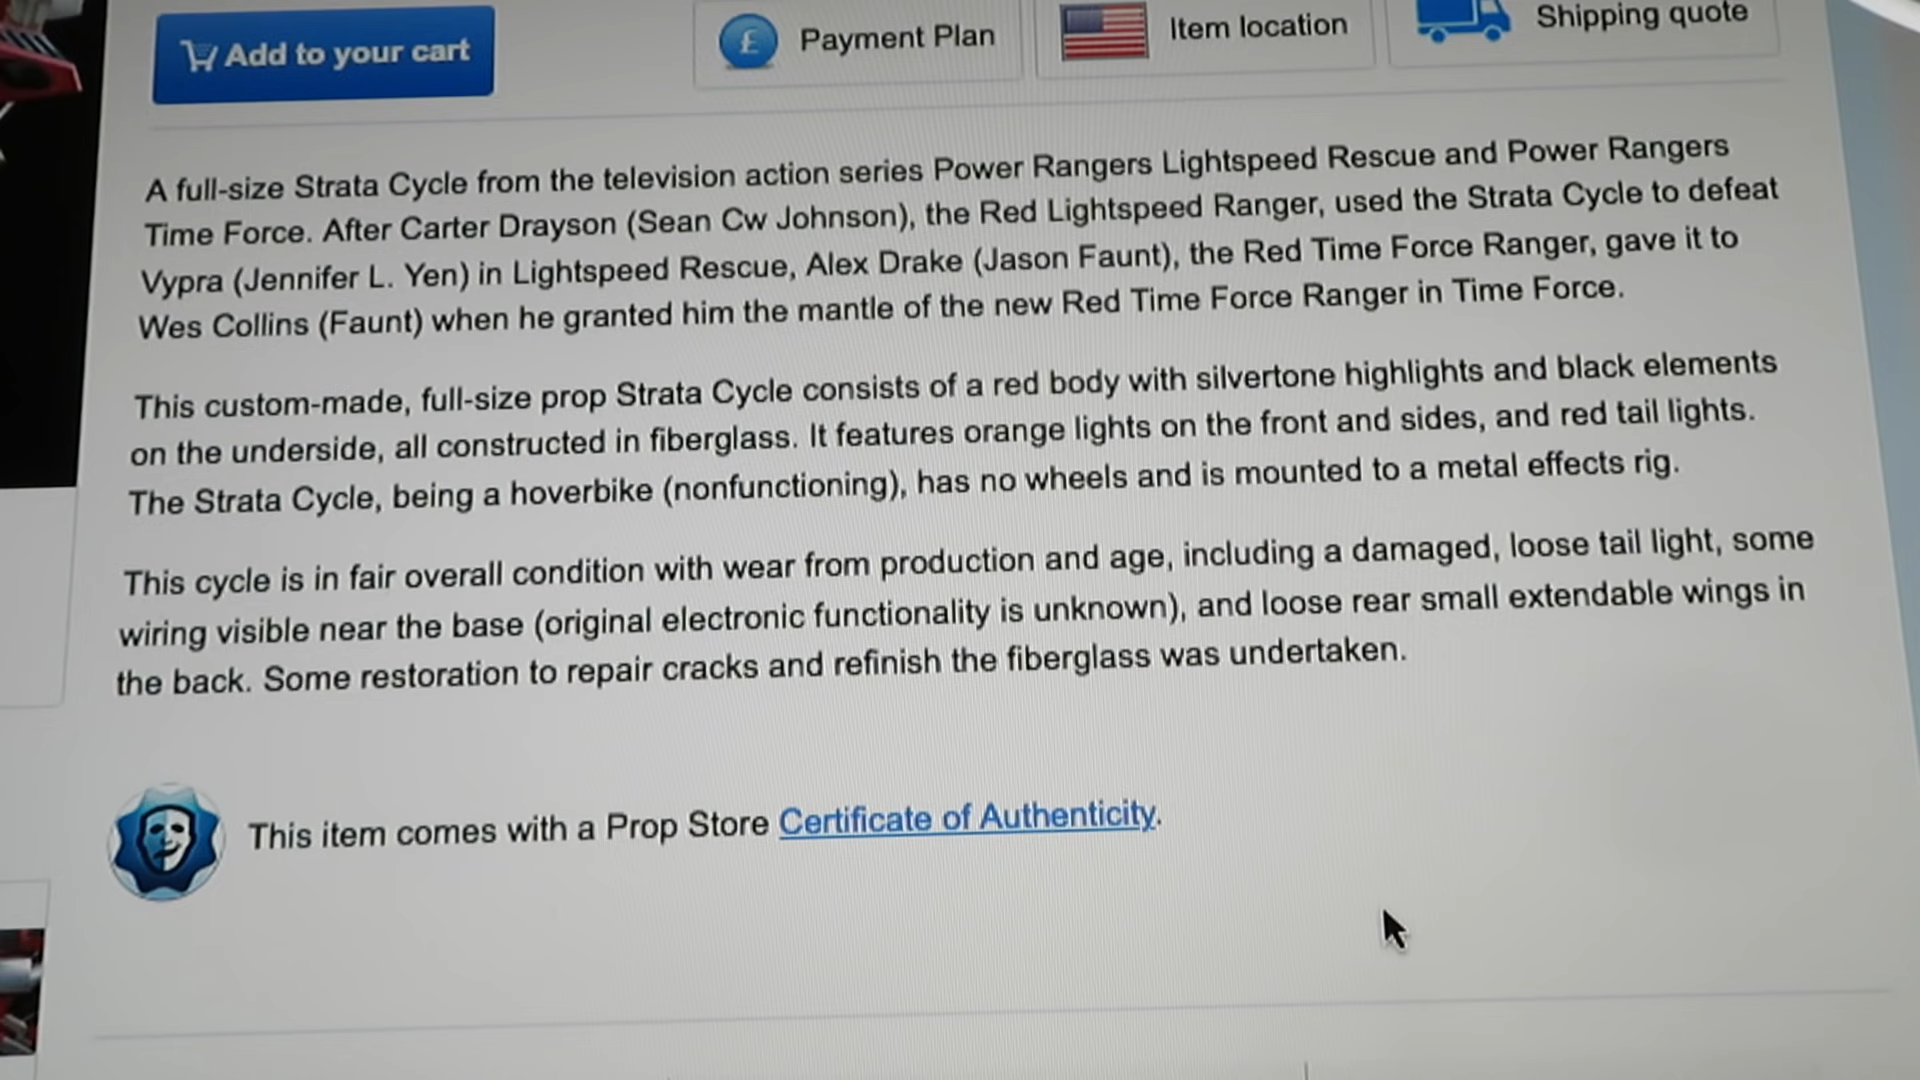 Add to your cart
£ Payment Plan
Item location
Shipping quote
A full-size Strata Cycle from the television action series Power Rangers Lightspeed Rescue and Power Rangers
Time Force. After Carter Drayson (Sean Cw Johnson), the Red Lightspeed Ranger, used the Strata Cycle to defeat
Vypra (Jennifer L. Yen) in Lightspeed Rescue, Alex Drake (Jason Faunt), the Red Time Force Ranger, gave it to
Wes Collins (Faunt) when he granted him the mantle of the new Red Time Force Ranger in Time Force.
This custom-made, full-size prop Strata Cycle consists of a red body with silvertone highlights and black elements
on the underside, all constructed in fiberglass. It features orange lights on the front and sides, and red tail lights.
The Strata Cycle, being a hoverbike (nonfunctioning), has no wheels and is mounted to a metal effects rig.
This cycle is in fair overall condition with wear from production and age, including a damaged, loose tail light, some
wiring visible near the base (original electronic functionality is unknown), and loose rear small extendable wings in
the back. Some restoration to repair cracks and refinish the fiberglass was undertaken.
This item comes with a Prop Store Certificate of Authenticity.